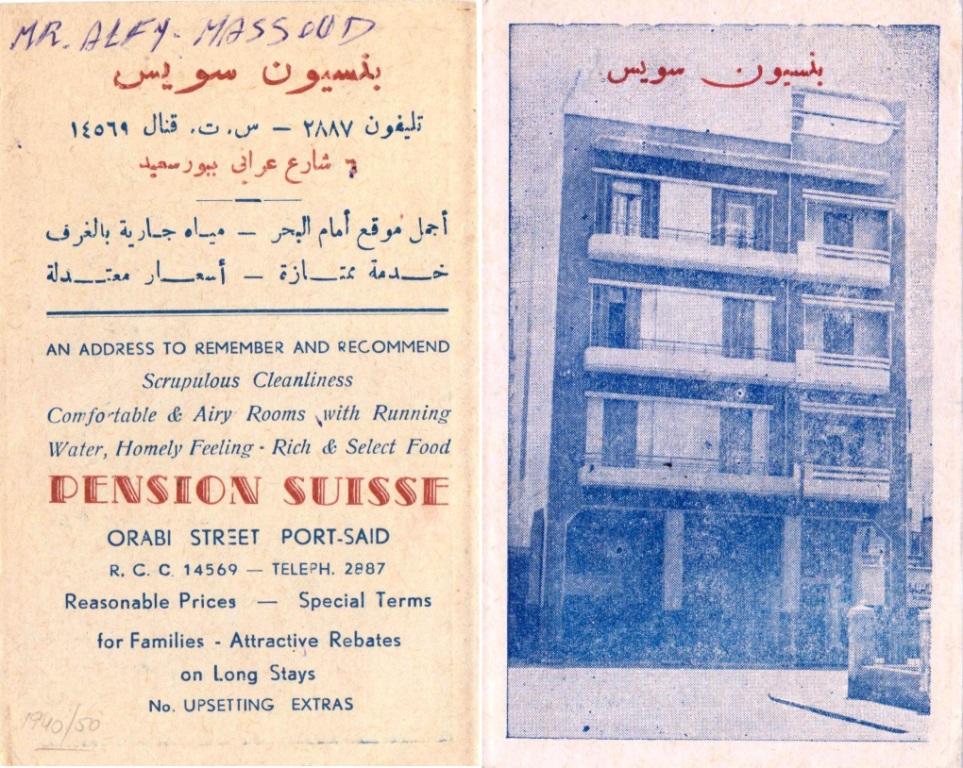 MR. ALFY. MASSOUD
بنسيون سويس
تليفون ٢٨٨٧ — س.ت. قنال ١٤٥٦٩
٦ شارع عرابى ببورسعيد
أجمل موقع أمام البحر — مياه جارية بالغرف
خدمة ممتازة — أسعار معتدلة
AN ADDRESS TO REMEMBER AND RECOMMEND
Scrupulous Cleanliness
Comfortable & Airy Rooms with Running
Water, Homely Feeling - Rich & Select Food
PENSION SUISSE
ORABI STREET PORT-SAID
R. C. C. 14569 — TELEPH. 2887
Reasonable Prices — Special Terms
for Families - Attractive Rebates
on Long Stays
No. UPSETTING EXTRAS
1940/50
بنسيون سويس